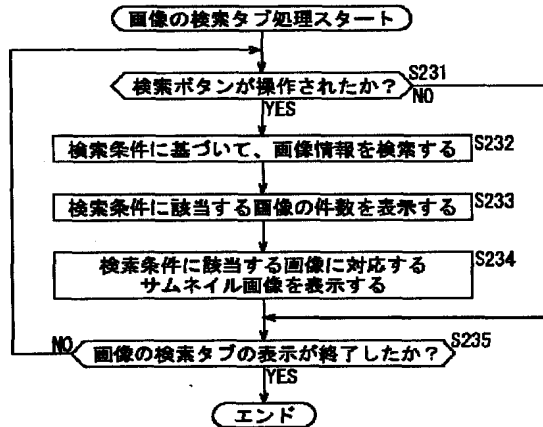 画像の検索タブ処理スタート
検索ボタンが操作されたか?
S231
NO
YES
検索条件に基づいて、画像情報を検索する
S232
検索条件に該当する画像の件数を表示する
S233
検索条件に該当する画像に対応する
サムネイル画像を表示する
S234
NO
画像の検索タブの表示が終了したか?
S235
YES
エンド